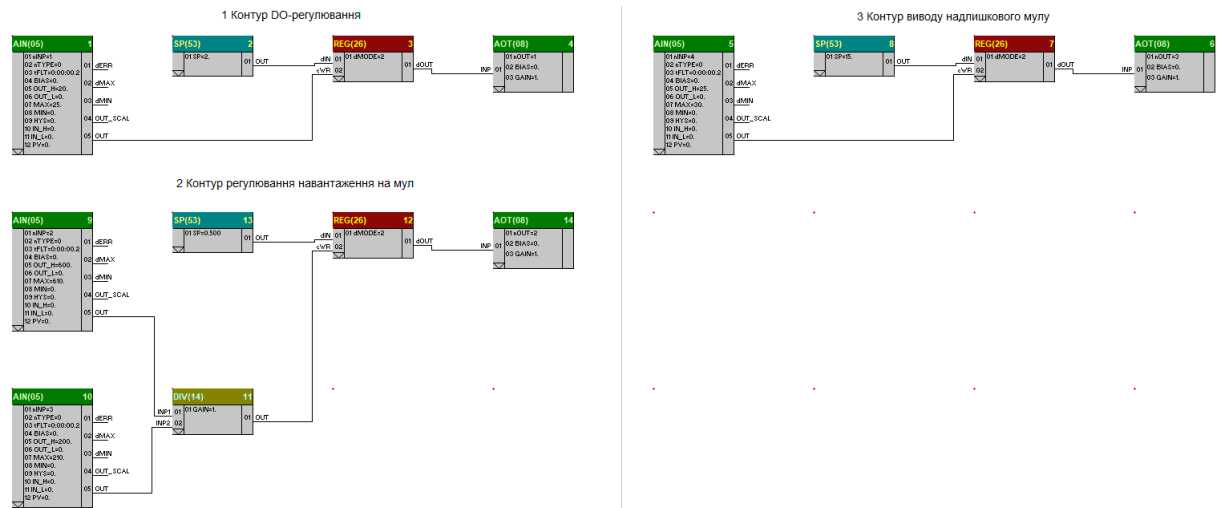 1 Контур DO-регулювання
AIN(05) 1
01 nINP=1
02 nTYPE=0
03 tFLT=0:00:00.2
04 BIAS=0.
05 OUT_H=20.
06 OUT_L=0.
07 MAX=25.
08 MIN=0.
09 HYS=0.
10 IN_H=0.
11 IN_L=0.
12 PV=0.
01 dERR
02 dMAX
03 dMIN
04 OUT_SCAL
05 OUT
SP(53) 2
01 SP=2.
01 OUT
REG(26) 3
dIN 01 01 dMODE=2
cVR 02
01 dOUT
AOT(08) 4
INP 01
01 nOUT=1
02 BIAS=0.
03 GAIN=1.
2 Контур регулювання навантаження на мул
AIN(05) 9
01 nINP=2
02 nTYPE=0
03 tFLT=0:00:00.2
04 BIAS=0.
05 OUT_H=600.
06 OUT_L=0.
07 MAX=610.
08 MIN=0.
09 HYS=0.
10 IN_H=0.
11 IN_L=0.
12 PV=0.
01 dERR
02 dMAX
03 dMIN
04 OUT_SCAL
05 OUT
SP(53) 13
01 SP=0.500
01 OUT
REG(26) 12
dIN 01 01 dMODE=2
cVR 02
01 dOUT
AOT(08) 14
INP 01
01 nOUT=2
02 BIAS=0.
03 GAIN=1.
AIN(05) 10
01 nINP=3
02 nTYPE=0
03 tFLT=0:00:00.2
04 BIAS=0.
05 OUT_H=200.
06 OUT_L=0.
07 MAX=210.
08 MIN=0.
09 HYS=0.
10 IN_H=0.
11 IN_L=0.
12 PV=0.
01 dERR
02 dMAX
03 dMIN
04 OUT_SCAL
05 OUT
DIV(14) 11
INP1 01 01 GAIN=1.
INP2 02
01 OUT
3 Контур виводу надлишкового мулу
AIN(05) 5
01 nINP=4
02 nTYPE=0
03 tFLT=0:00:00.2
04 BIAS=0.
05 OUT_H=25.
06 OUT_L=0.
07 MAX=30.
08 MIN=0.
09 HYS=0.
10 IN_H=0.
11 IN_L=0.
12 PV=0.
01 dERR
02 dMAX
03 dMIN
04 OUT_SCAL
05 OUT
SP(53) 8
01 SP=15.
01 OUT
REG(26) 7
dIN 01 01 dMODE=2
cVR 02
01 dOUT
AOT(08) 6
INP 01
01 nOUT=3
02 BIAS=0.
03 GAIN=1.